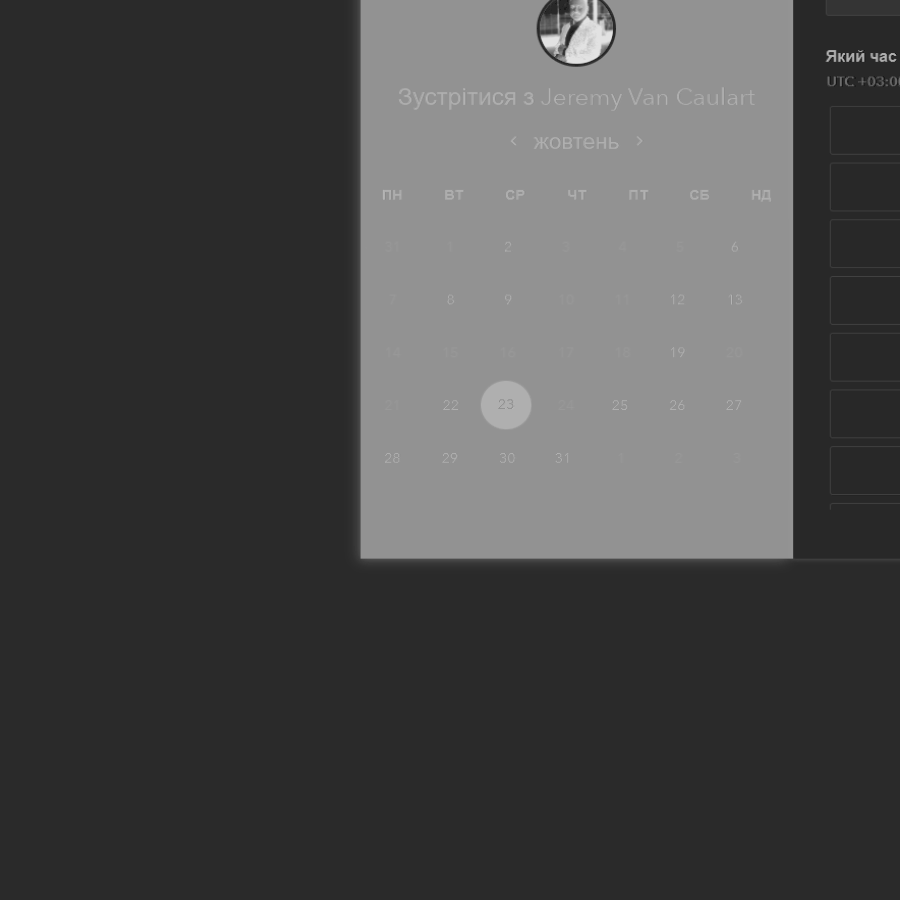 Зустрітися з Jeremy Van Caulart
жовтень
ПН ВТ СР ЧТ ПТ СБ НД
31 1 2 3 4 5 6
7 8 9 10 11 12 13
14 15 16 17 18 19 20
21 22 23 24 25 26 27
28 29 30 31 1 2 3
Який час
UTC +03:0